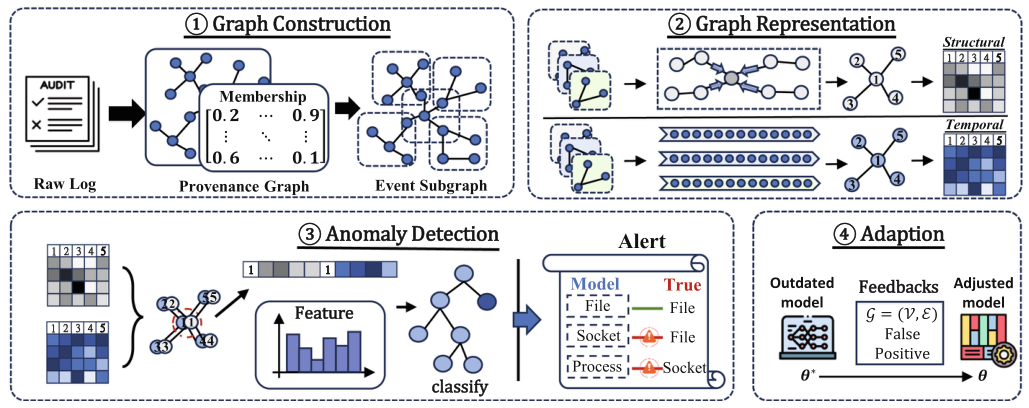 ① Graph Construction
AUDIT
Raw Log
Membership
0.2 ⋯ 0.9
⋮ ⋱ ⋮
0.6 ⋯ 0.1
Provenance Graph
Event Subgraph
② Graph Representation
2 5
1
3 4
Structural
1 2 3 4 5
2 5
1
3 4
Temporal
1 2 3 4 5
③ Anomaly Detection
1 2 3 4 5
1 2 3 4 5
22 55
1
33 44
1 1
Feature
classify
Alert
Model True
File File
Socket File
Process Socket
④ Adaption
Outdated
model
Feedbacks
𝒢 = (𝒱, ℰ)
False
Positive
Adjusted
model
θ* θ